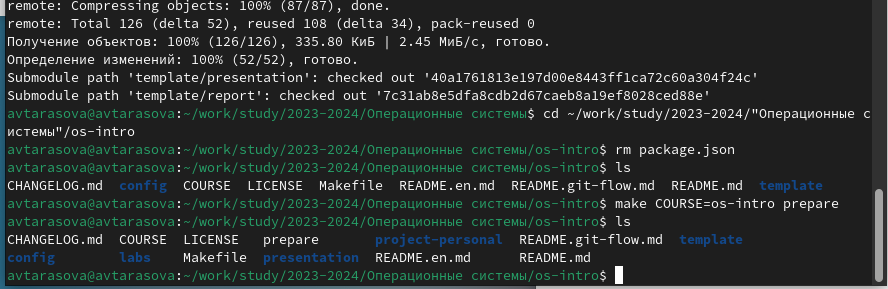 remote: Compressing objects: 100% (87/87), done.
remote: Total 126 (delta 52), reused 108 (delta 34), pack-reused 0
Получение объектов: 100% (126/126), 335.80 КиБ | 2.45 МиБ/с, готово.
Определение изменений: 100% (52/52), готово.
Submodule path 'template/presentation': checked out '40a1761813e197d00e8443ff1ca72c60a304f24c'
Submodule path 'template/report': checked out '7c31ab8e5dfa8cdb2d67caeb8a19ef8028ced88e'
avtarasova@avtarasova:~/work/study/2023-2024/Операционные системы$ cd ~/work/study/2023-2024/"Операционные с
истемы"/os-intro
avtarasova@avtarasova:~/work/study/2023-2024/Операционные системы/os-intro$ rm package.json
avtarasova@avtarasova:~/work/study/2023-2024/Операционные системы/os-intro$ ls
CHANGELOG.md config COURSE LICENSE Makefile README.en.md README.git-flow.md README.md template
avtarasova@avtarasova:~/work/study/2023-2024/Операционные системы/os-intro$ make COURSE=os-intro prepare
avtarasova@avtarasova:~/work/study/2023-2024/Операционные системы/os-intro$ ls
CHANGELOG.md COURSE LICENSE prepare project-personal README.git-flow.md template
config labs Makefile presentation README.en.md README.md
avtarasova@avtarasova:~/work/study/2023-2024/Операционные системы/os-intro$